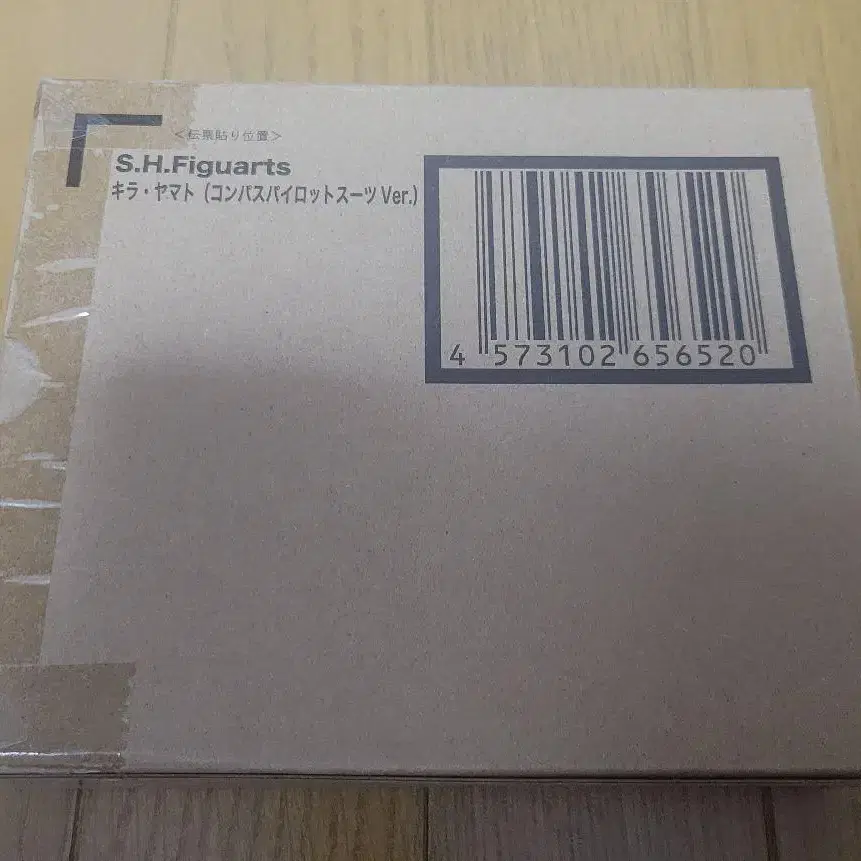 ＜伝票貼り位置＞
S.H.Figuarts
キラ・ヤマト（コンパスパイロットスーツ Ver.）
4 573102 656520